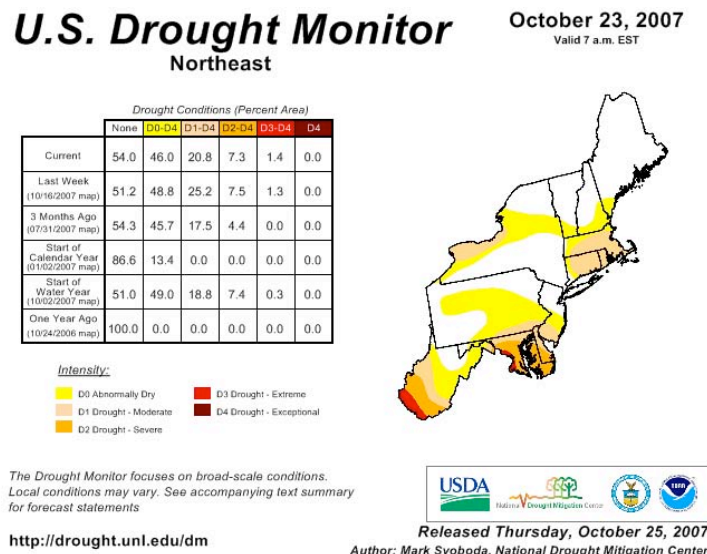 U.S. Drought Monitor
Northeast
October 23, 2007
Valid 7 a.m. EST
Drought Conditions (Percent Area)
None D0-D4 D1-D4 D2-D4 D3-D4 D4
Current 54.0 46.0 20.8 7.3 1.4 0.0
Last Week
(10/16/2007 map) 51.2 48.8 25.2 7.5 1.3 0.0
3 Months Ago
(07/31/2007 map) 54.3 45.7 17.5 4.4 0.0 0.0
Start of
Calendar Year
(01/02/2007 map) 86.6 13.4 0.0 0.0 0.0 0.0
Start of
Water Year
(10/02/2007 map) 51.0 49.0 18.8 7.4 0.3 0.0
One Year Ago
(10/24/2006 map) 100.0 0.0 0.0 0.0 0.0 0.0
Intensity:
D0 Abnormally Dry
D1 Drought - Moderate
D2 Drought - Severe
D3 Drought - Extreme
D4 Drought - Exceptional
The Drought Monitor focuses on broad-scale conditions.
Local conditions may vary. See accompanying text summary
for forecast statements
http://drought.unl.edu/dm
USDA
National Drought Mitigation Center
Released Thursday, October 25, 2007
Author: Mark Svoboda, National Drought Mitigation Center